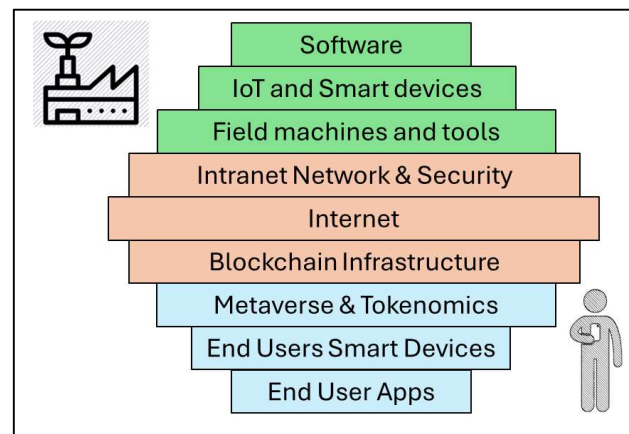 Software
IoT and Smart devices
Field machines and tools
Intranet Network & Security
Internet
Blockchain Infrastructure
Metaverse & Tokenomics
End Users Smart Devices
End User Apps